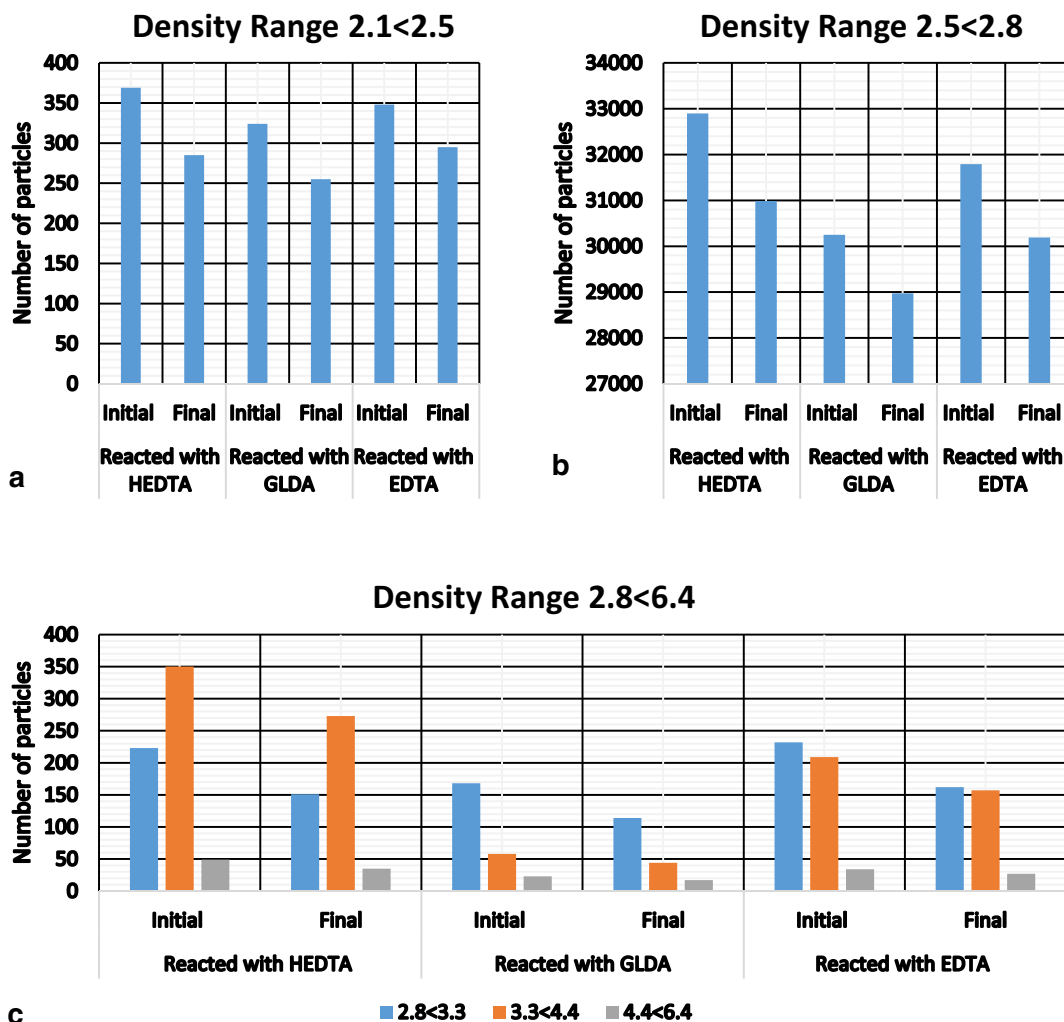 Density Range 2.1<2.5
400
350
300
250
200
150
100
50
0
Number of particles
Initial Final Initial Final Initial Final
Reacted with HEDTA
Reacted with GLDA
Reacted with EDTA
a
Density Range 2.5<2.8
34000
33000
32000
31000
30000
29000
28000
27000
Number of particles
Initial Final Initial Final Initial Final
Reacted with HEDTA
Reacted with GLDA
Reacted with EDTA
b
Density Range 2.8<6.4
400
350
300
250
200
150
100
50
0
Number of particles
Initial Final Initial Final Initial Final
Reacted with HEDTA Reacted with GLDA Reacted with EDTA
2.8<3.3 3.3<4.4 4.4<6.4
c